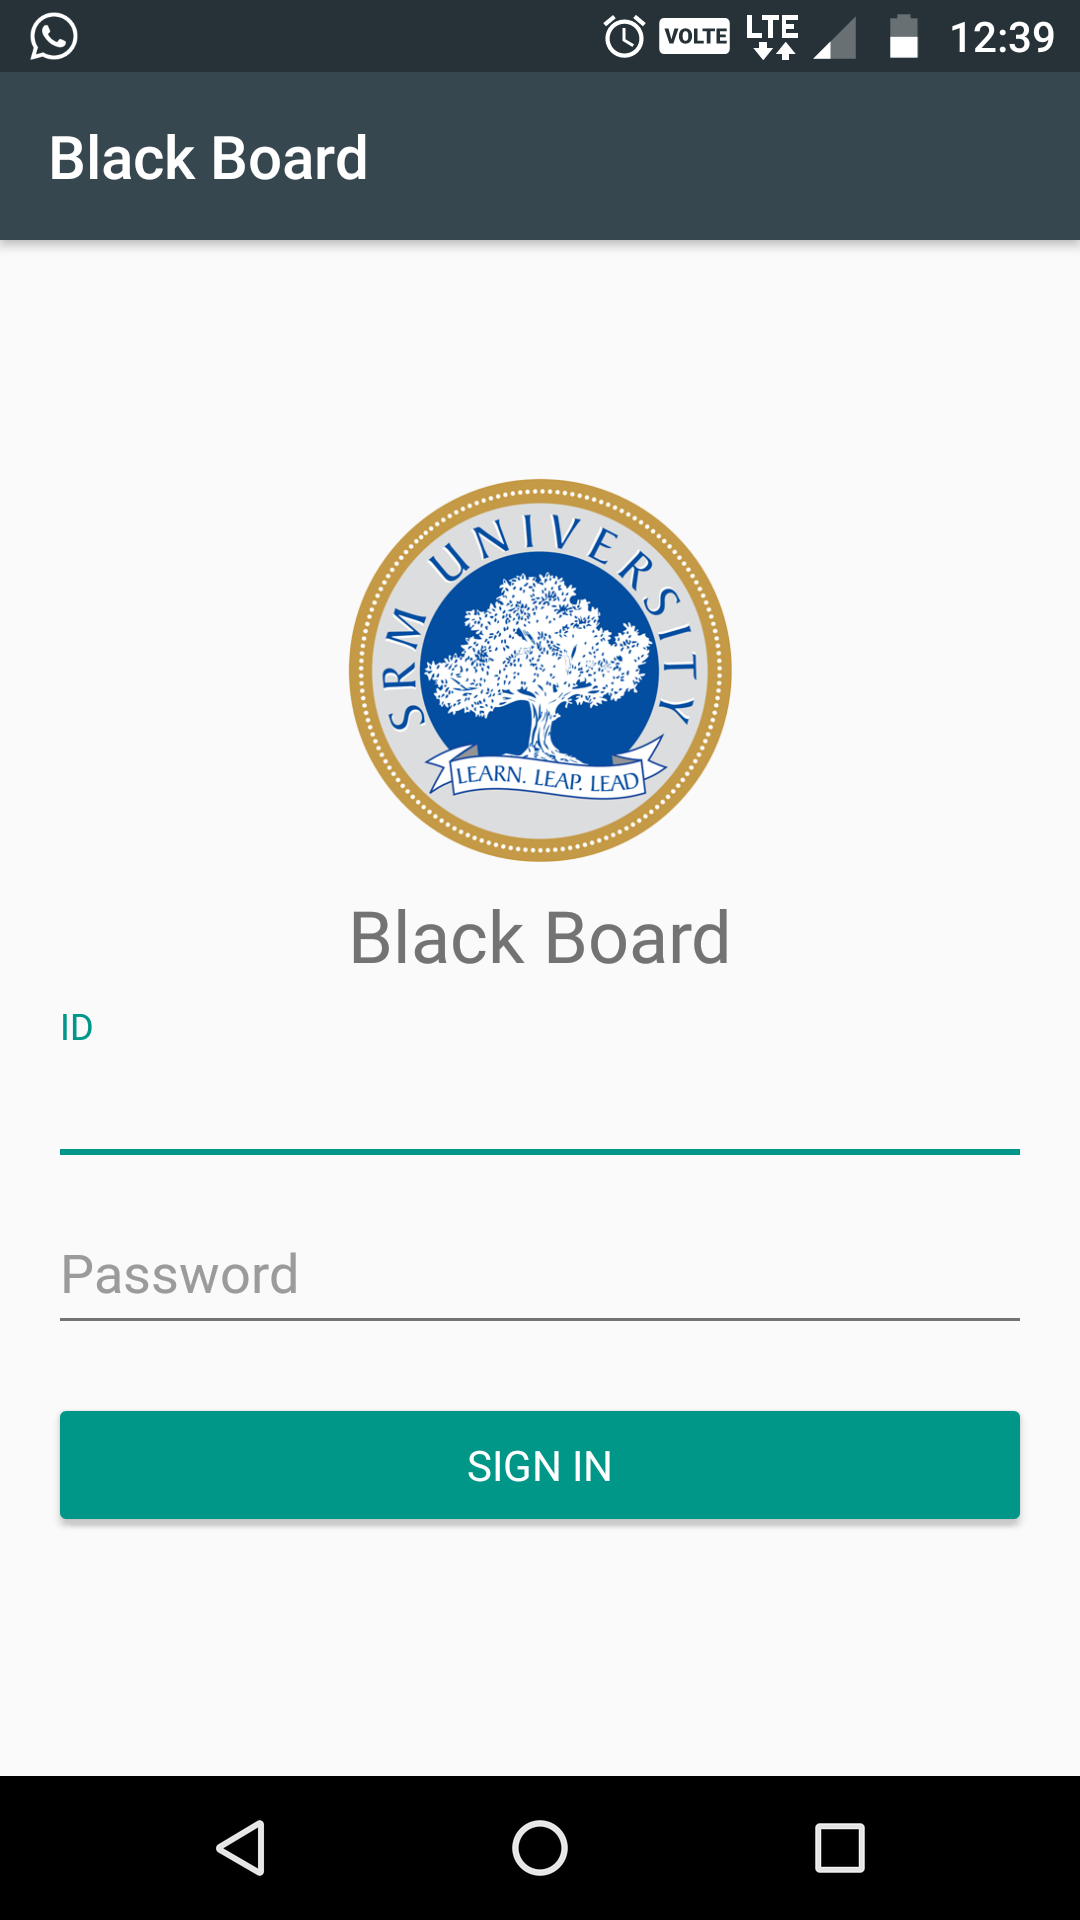 VOLTE LTE 12:39
Black Board
SRM UNIVERSITY
LEARN. LEAP. LEAD
Black Board
ID
Password
SIGN IN